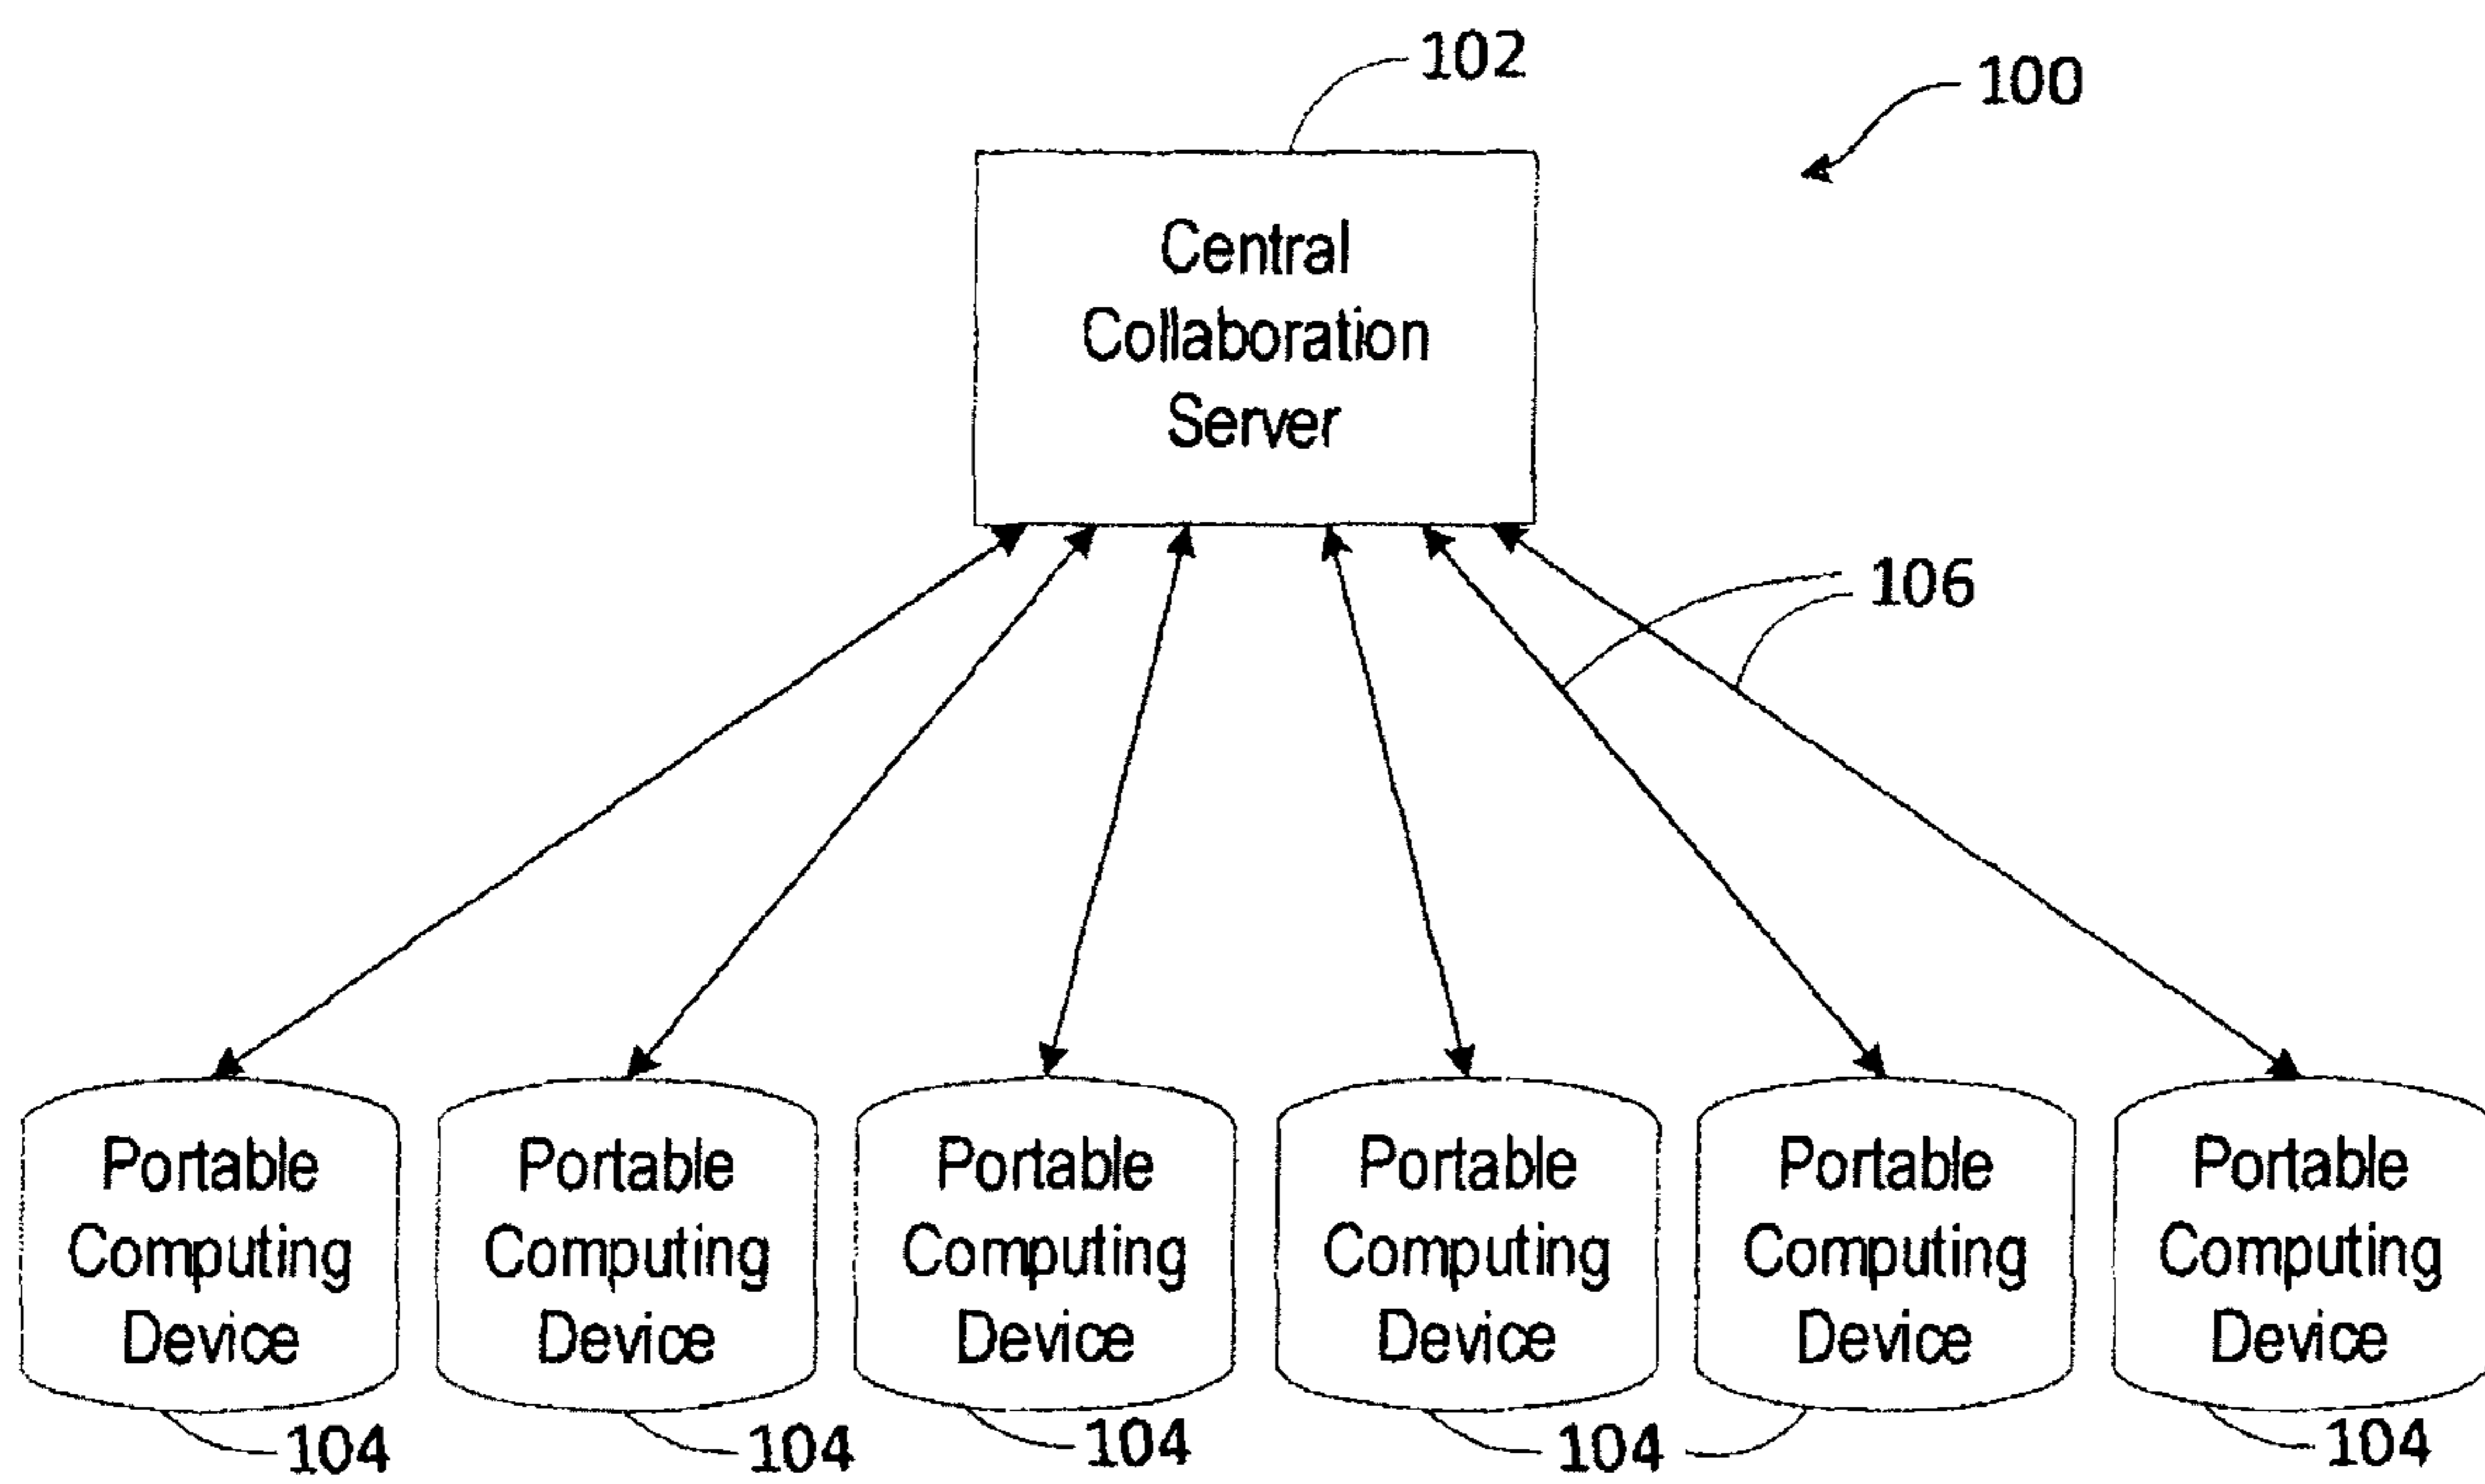 102
100
Central
Collaboration
Server
106
Portable
Computing
Device
Portable
Computing
Device
Portable
Computing
Device
Portable
Computing
Device
Portable
Computing
Device
Portable
Computing
Device
104
104
104
104
104